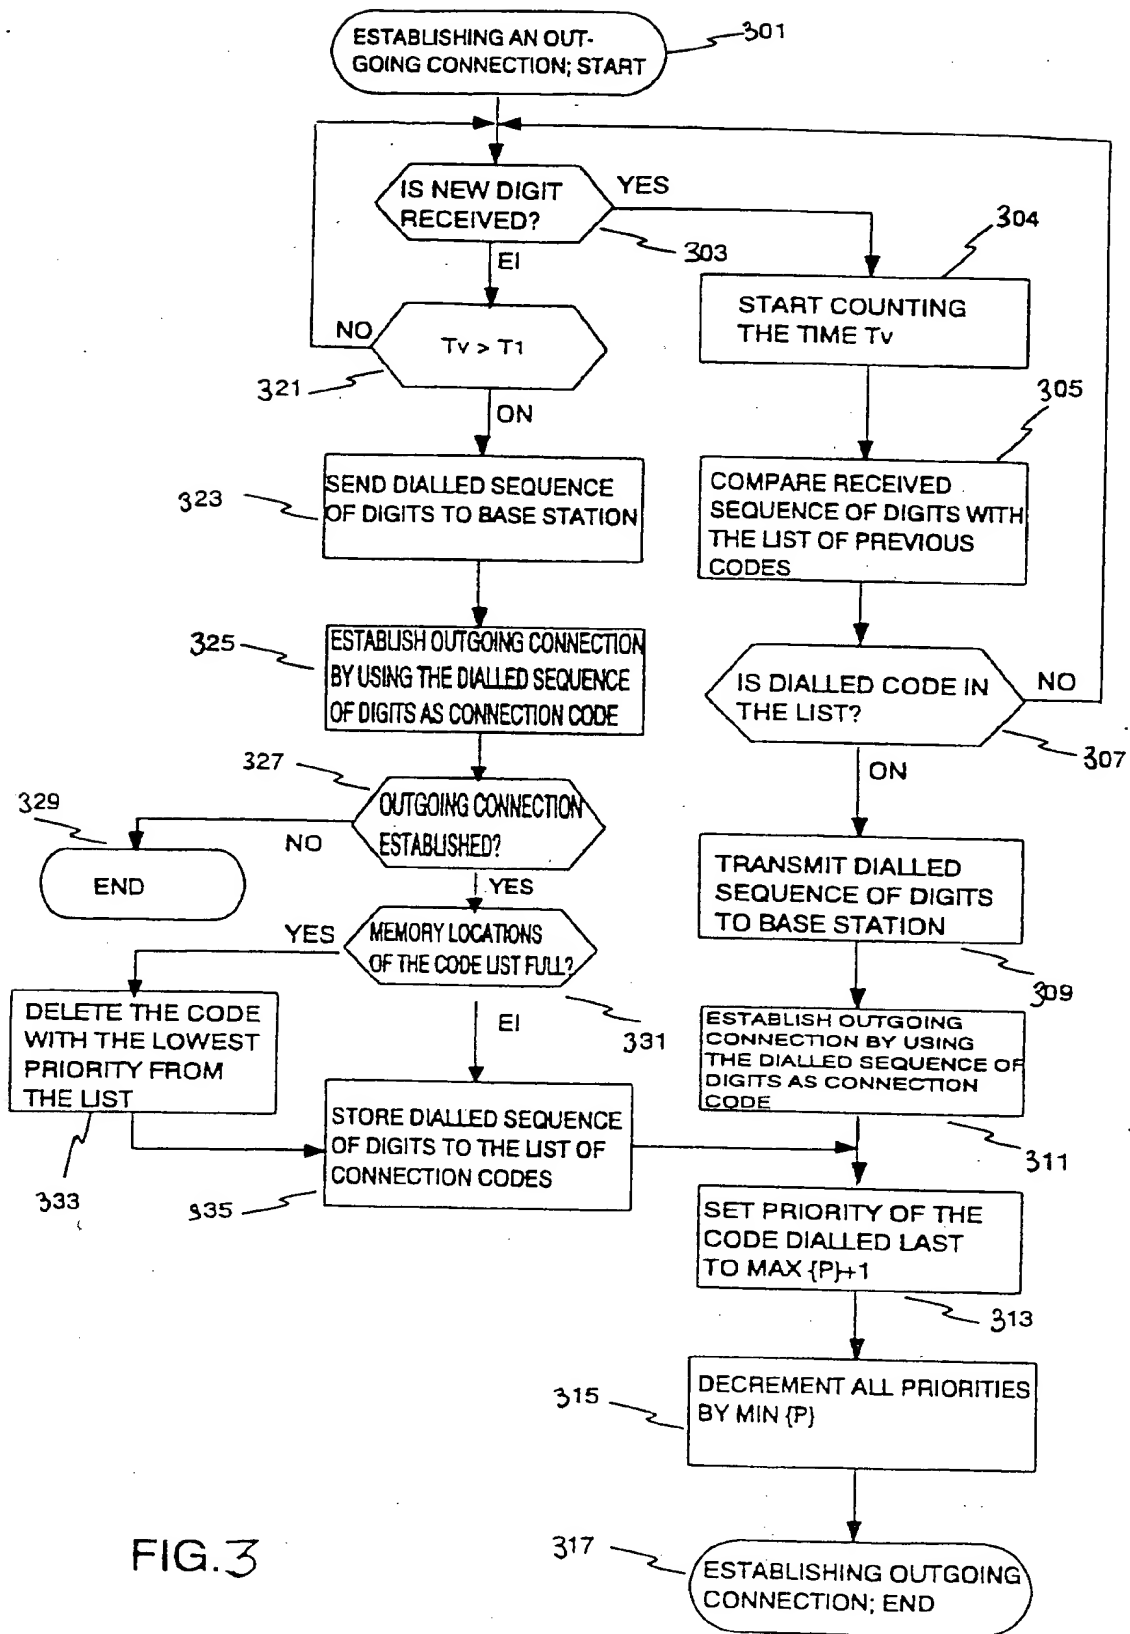 ESTABLISHING AN OUT-
GOING CONNECTION; START
301
IS NEW DIGIT
RECEIVED?
YES
303
EI
304
START COUNTING
THE TIME Tv
NO
Tv > T1
321
ON
305
COMPARE RECEIVED
SEQUENCE OF DIGITS WITH
THE LIST OF PREVIOUS
CODES
323
SEND DIALLED SEQUENCE
OF DIGITS TO BASE STATION
325
ESTABLISH OUTGOING CONNECTION
BY USING THE DIALLED SEQUENCE
OF DIGITS AS CONNECTION CODE
IS DIALLED CODE IN
THE LIST?
NO
307
ON
327
OUTGOING CONNECTION
ESTABLISHED?
NO
329
END
YES
TRANSMIT DIALLED
SEQUENCE OF DIGITS
TO BASE STATION
309
MEMORY LOCATIONS
OF THE CODE LIST FULL?
YES
331
EI
DELETE THE CODE
WITH THE LOWEST
PRIORITY FROM
THE LIST
333
ESTABLISH OUTGOING
CONNECTION BY USING
THE DIALLED SEQUENCE OF
DIGITS AS CONNECTION
CODE
311
STORE DIALLED SEQUENCE
OF DIGITS TO THE LIST OF
CONNECTION CODES
335
SET PRIORITY OF THE
CODE DIALLED LAST
TO MAX {P}+1
313
315
DECREMENT ALL PRIORITIES
BY MIN {P}
317
ESTABLISHING OUTGOING
CONNECTION; END
FIG.3